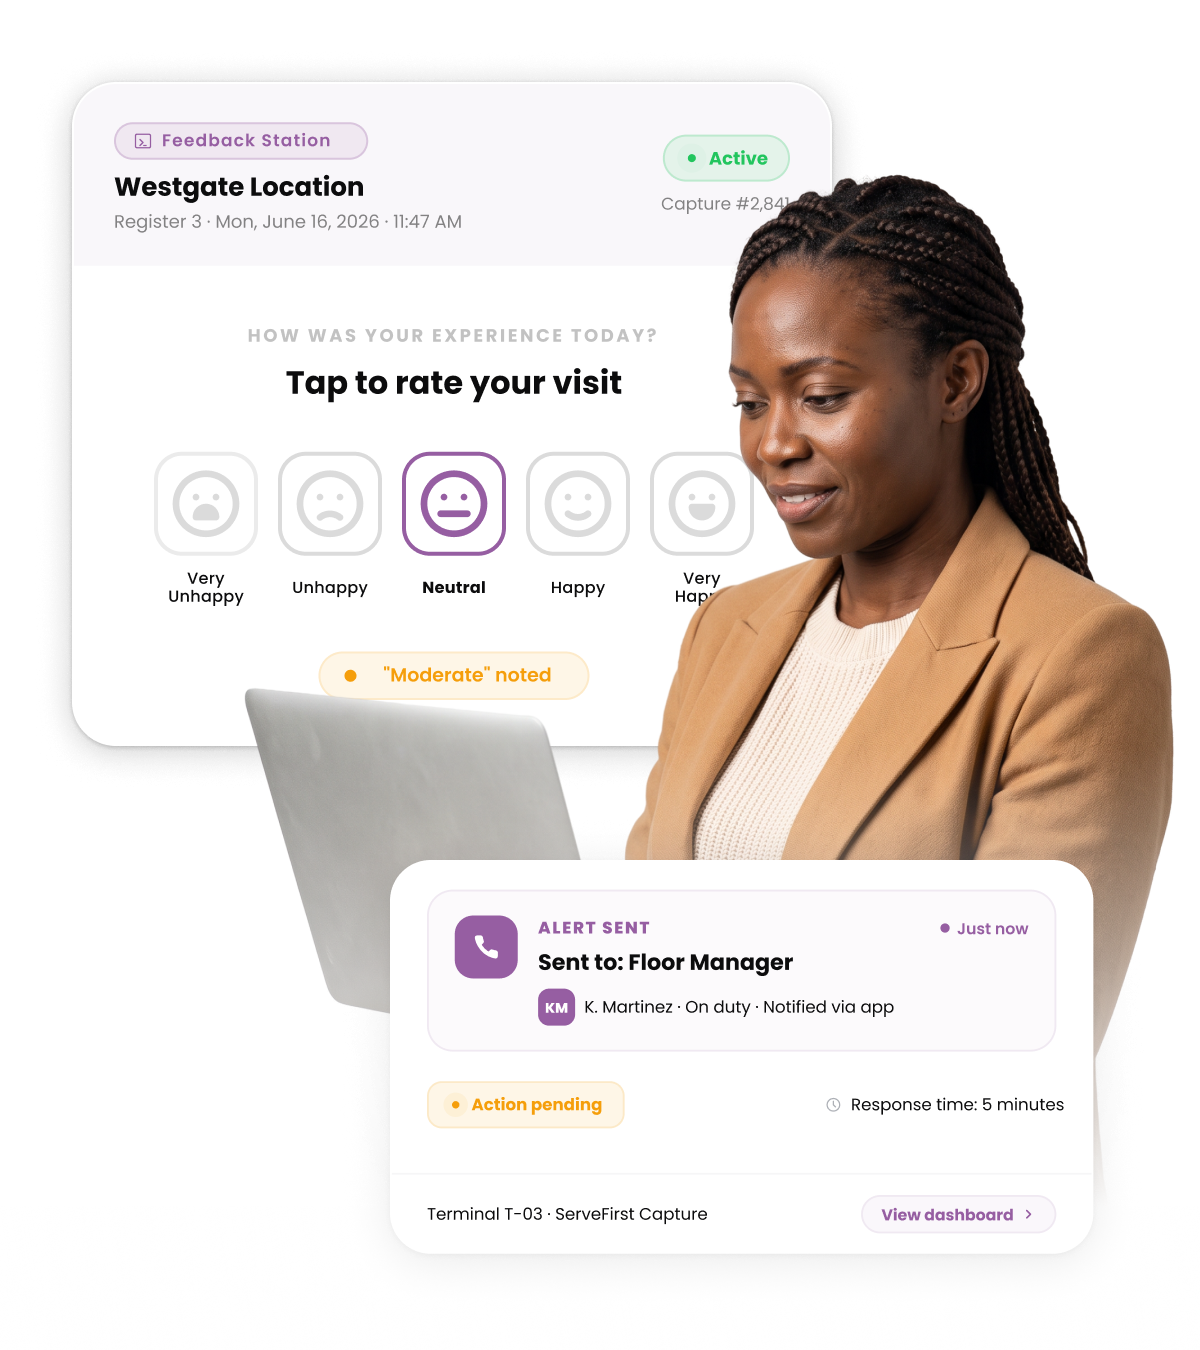 Feedback Station
Active
Westgate Location
Capture #2,841
Register 3 · Mon, June 16, 2026 · 11:47 AM
HOW WAS YOUR EXPERIENCE TODAY?
Tap to rate your visit
Very
Unhappy
Unhappy
Neutral
Happy
Very
"Moderate" noted
ALERT SENT
Just now
Sent to: Floor Manager
KM
K. Martinez · On duty · Notified via app
Action pending
Response time: 5 minutes
Terminal T-03 · ServeFirst Capture
View dashboard